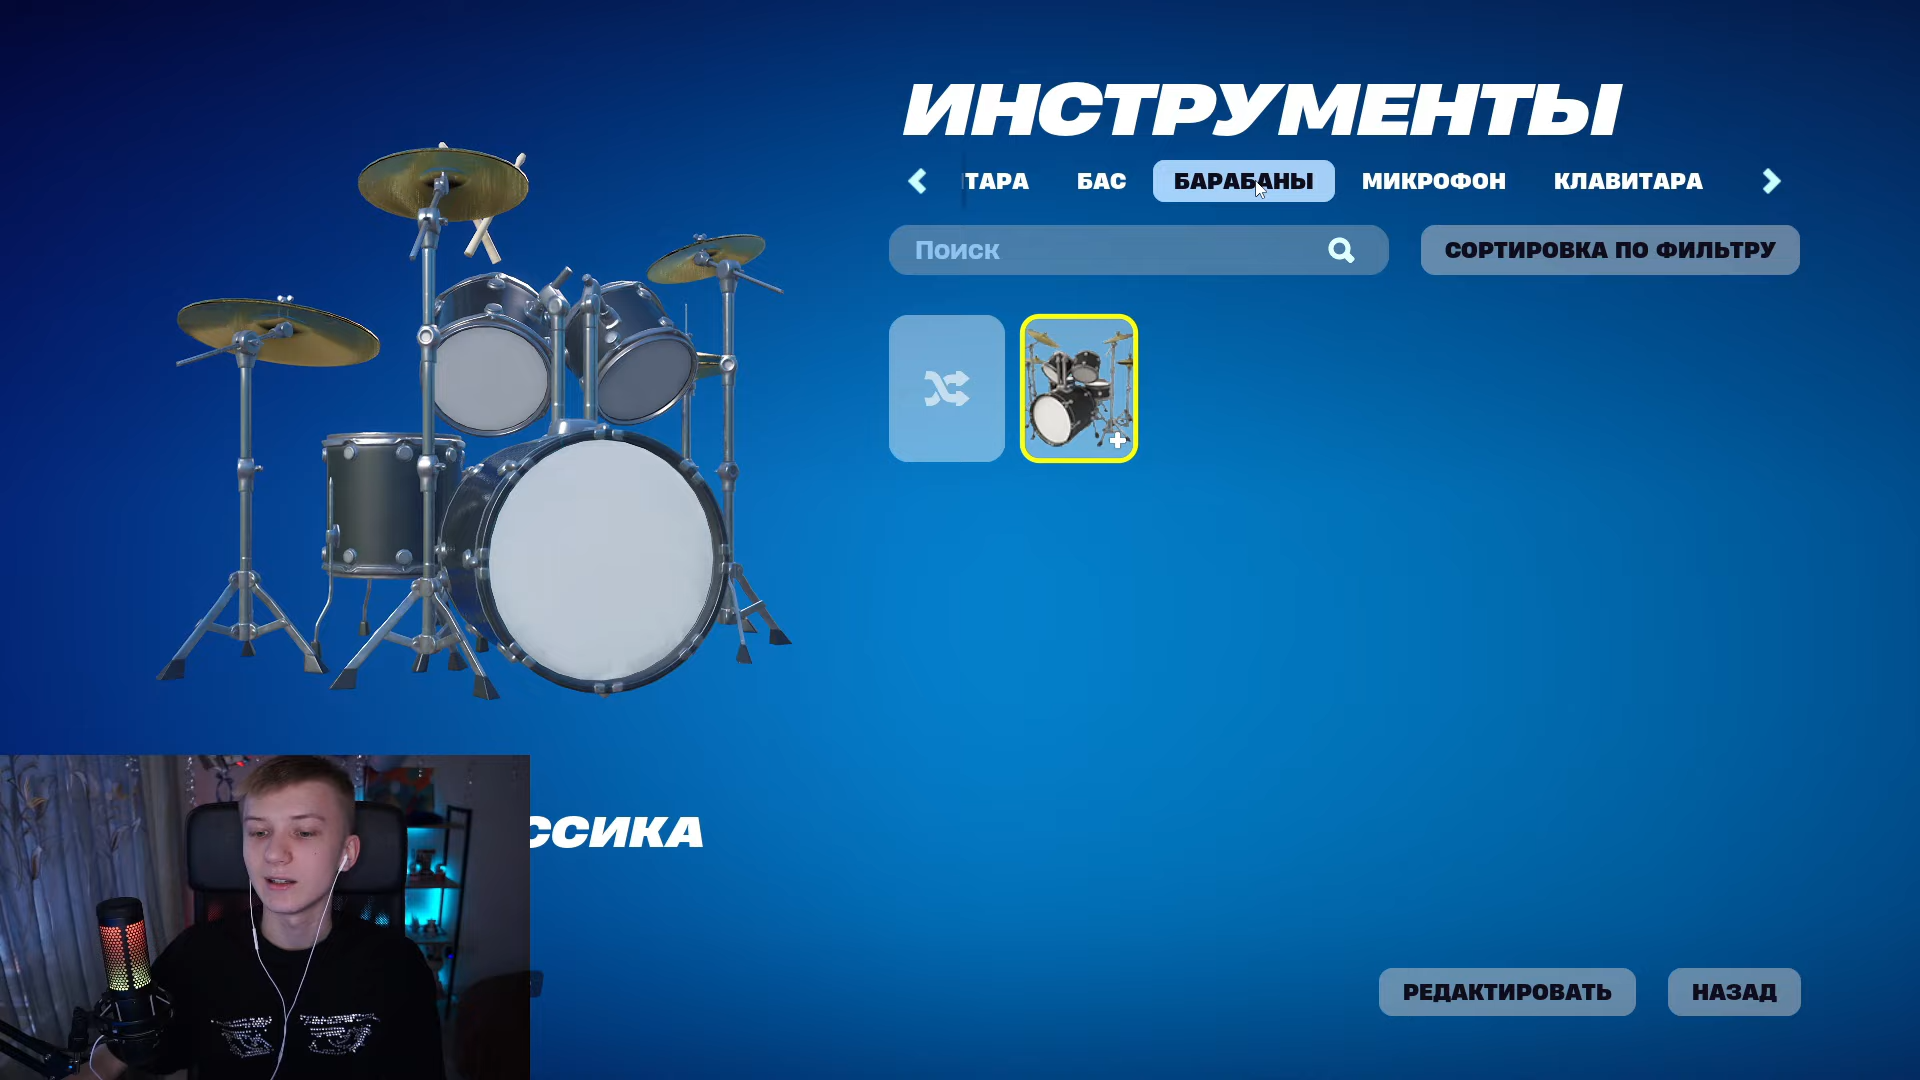 ИНСТРУМЕНТЫ
ТАРА БАС БАРАБАНЫ МИКРОФОН КЛАВИТАРА
Поиск
СОРТИРОВКА ПО ФИЛЬТРУ
ССИКА
РЕДАКТИРОВАТЬ НАЗАД